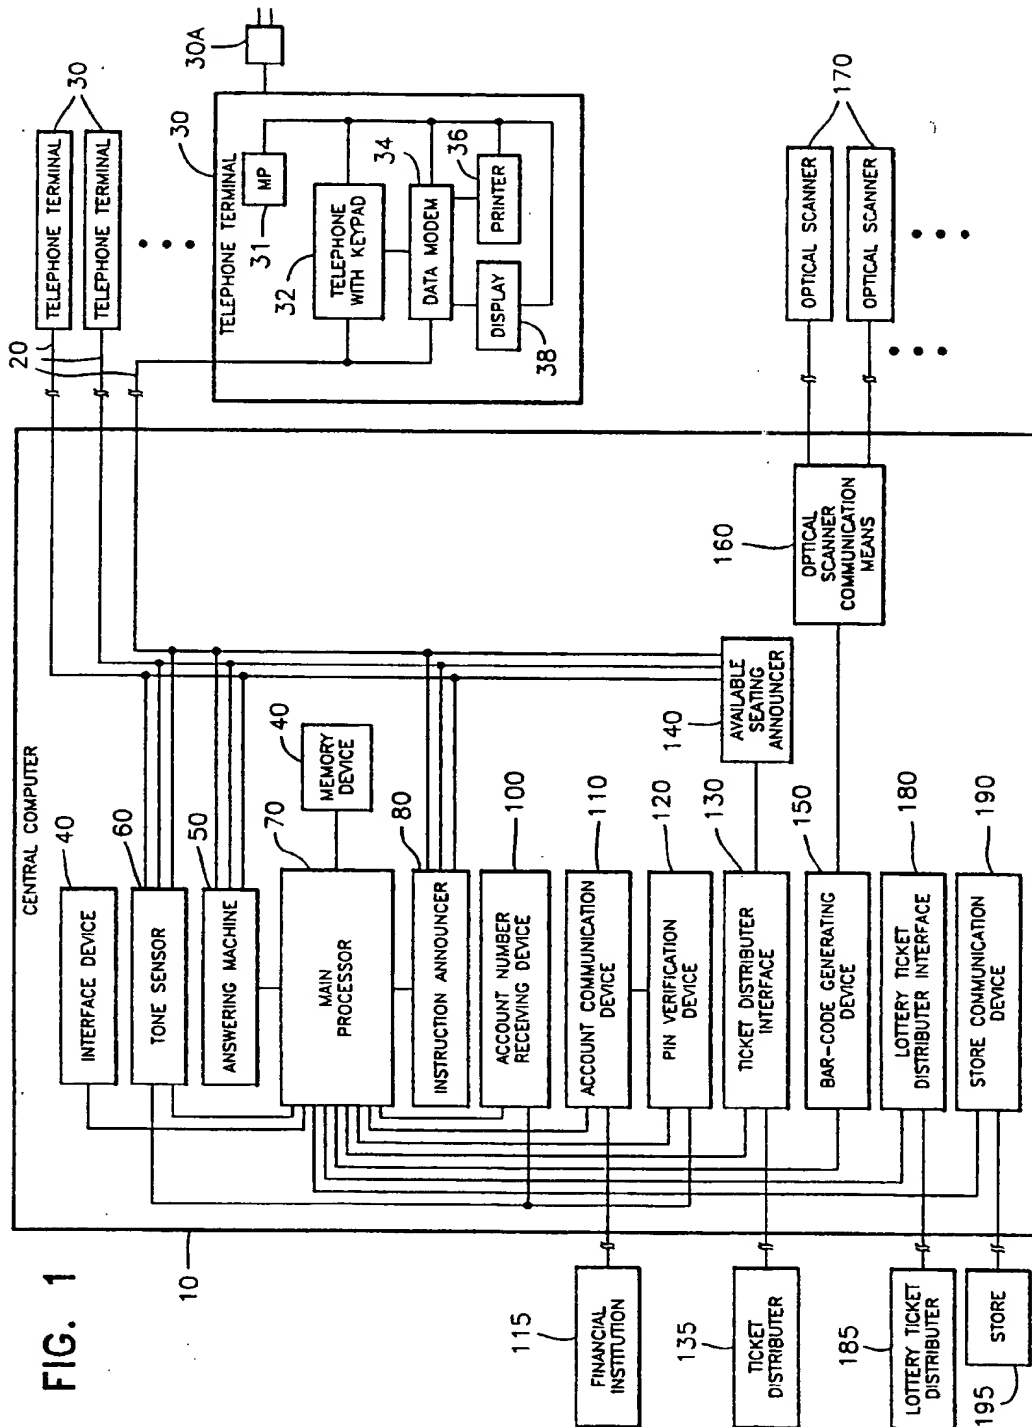 FIG. 1
10
CENTRAL COMPUTER
40
INTERFACE DEVICE
60
TONE SENSOR
50
ANSWERING MACHINE
70
MAIN
PROCESSOR
40
MEMORY
DEVICE
80
INSTRUCTION ANNOUNCER
100
ACCOUNT NUMBER
RECEIVING DEVICE
110
ACCOUNT COMMUNICATION
DEVICE
120
PIN VERIFICATION
DEVICE
130
TICKET DISTRIBUTER
INTERFACE
140
AVAILABLE
SEATING
ANNOUNCER
150
BAR-CODE GENERATING
DEVICE
160
OPTICAL
SCANNER
COMMUNICATION
MEANS
180
LOTTERY TICKET
DISTRIBUTER INTERFACE
190
STORE COMMUNICATION
DEVICE
115
FINANCIAL
INSTITUTION
135
TICKET
DISTRIBUTER
185
LOTTERY TICKET
DISTRIBUTER
195
STORE
20
TELEPHONE TERMINAL
TELEPHONE TERMINAL
30
30
30A
TELEPHONE TERMINAL
MP
31
32
TELEPHONE
WITH KEYPAD
34
DATA MODEM
36
PRINTER
DISPLAY
38
OPTICAL SCANNER
OPTICAL SCANNER
170